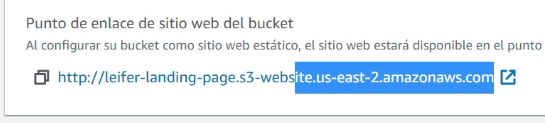 Punto de enlace de sitio web del bucket
Al configurar su bucket como sitio web estático, el sitio web estará disponible en el punto
http://leifer-landing-page.s3-website.us-east-2.amazonaws.com